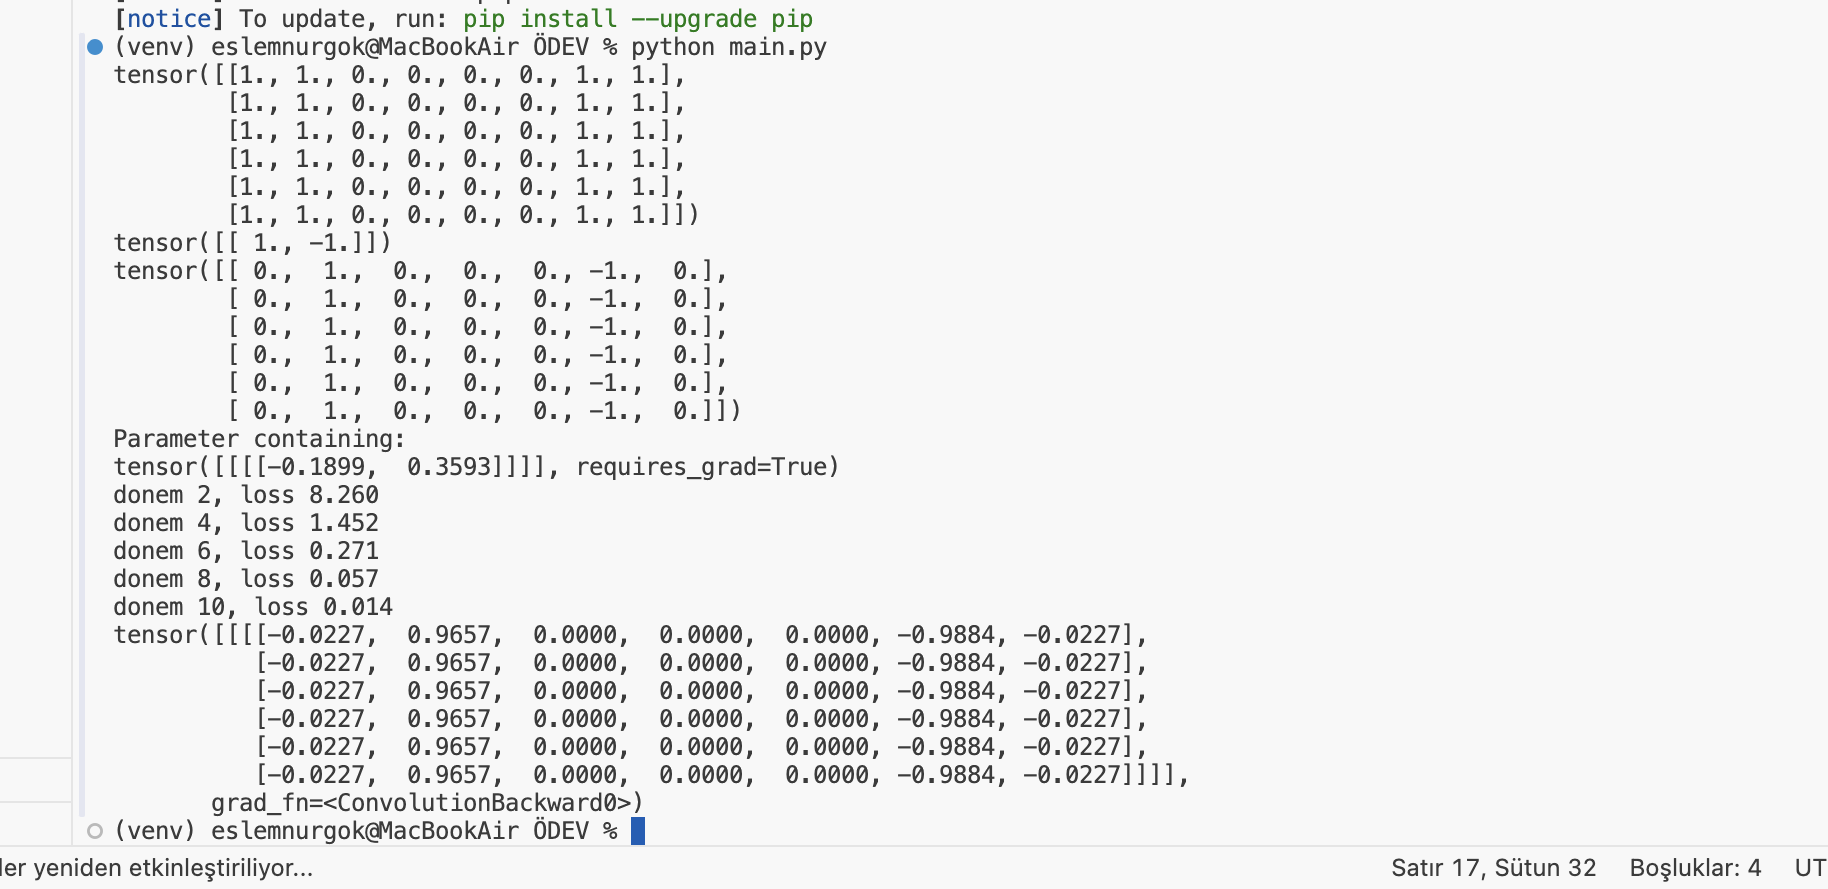 [notice] To update, run: pip install --upgrade pip
(venv) eslemnurgok@MacBookAir ÖDEV % python main.py
tensor([[1., 1., 0., 0., 0., 0., 1., 1.],
        [1., 1., 0., 0., 0., 0., 1., 1.],
        [1., 1., 0., 0., 0., 0., 1., 1.],
        [1., 1., 0., 0., 0., 0., 1., 1.],
        [1., 1., 0., 0., 0., 0., 1., 1.],
        [1., 1., 0., 0., 0., 0., 1., 1.]])
tensor([[ 1., -1.]])
tensor([[ 0.,  1.,  0.,  0.,  0., -1.,  0.],
        [ 0.,  1.,  0.,  0.,  0., -1.,  0.],
        [ 0.,  1.,  0.,  0.,  0., -1.,  0.],
        [ 0.,  1.,  0.,  0.,  0., -1.,  0.],
        [ 0.,  1.,  0.,  0.,  0., -1.,  0.],
        [ 0.,  1.,  0.,  0.,  0., -1.,  0.]])
Parameter containing:
tensor([[[[-0.1899,  0.3593]]]], requires_grad=True)
donem 2, loss 8.260
donem 4, loss 1.452
donem 6, loss 0.271
donem 8, loss 0.057
donem 10, loss 0.014
tensor([[[[-0.0227,  0.9657,  0.0000,  0.0000,  0.0000, -0.9884, -0.0227],
          [-0.0227,  0.9657,  0.0000,  0.0000,  0.0000, -0.9884, -0.0227],
          [-0.0227,  0.9657,  0.0000,  0.0000,  0.0000, -0.9884, -0.0227],
          [-0.0227,  0.9657,  0.0000,  0.0000,  0.0000, -0.9884, -0.0227],
          [-0.0227,  0.9657,  0.0000,  0.0000,  0.0000, -0.9884, -0.0227],
          [-0.0227,  0.9657,  0.0000,  0.0000,  0.0000, -0.9884, -0.0227]]]],
       grad_fn=<ConvolutionBackward0>)
(venv) eslemnurgok@MacBookAir ÖDEV %
ler yeniden etkinleştiriliyor... Satır 17, Sütun 32 Boşluklar: 4 UT